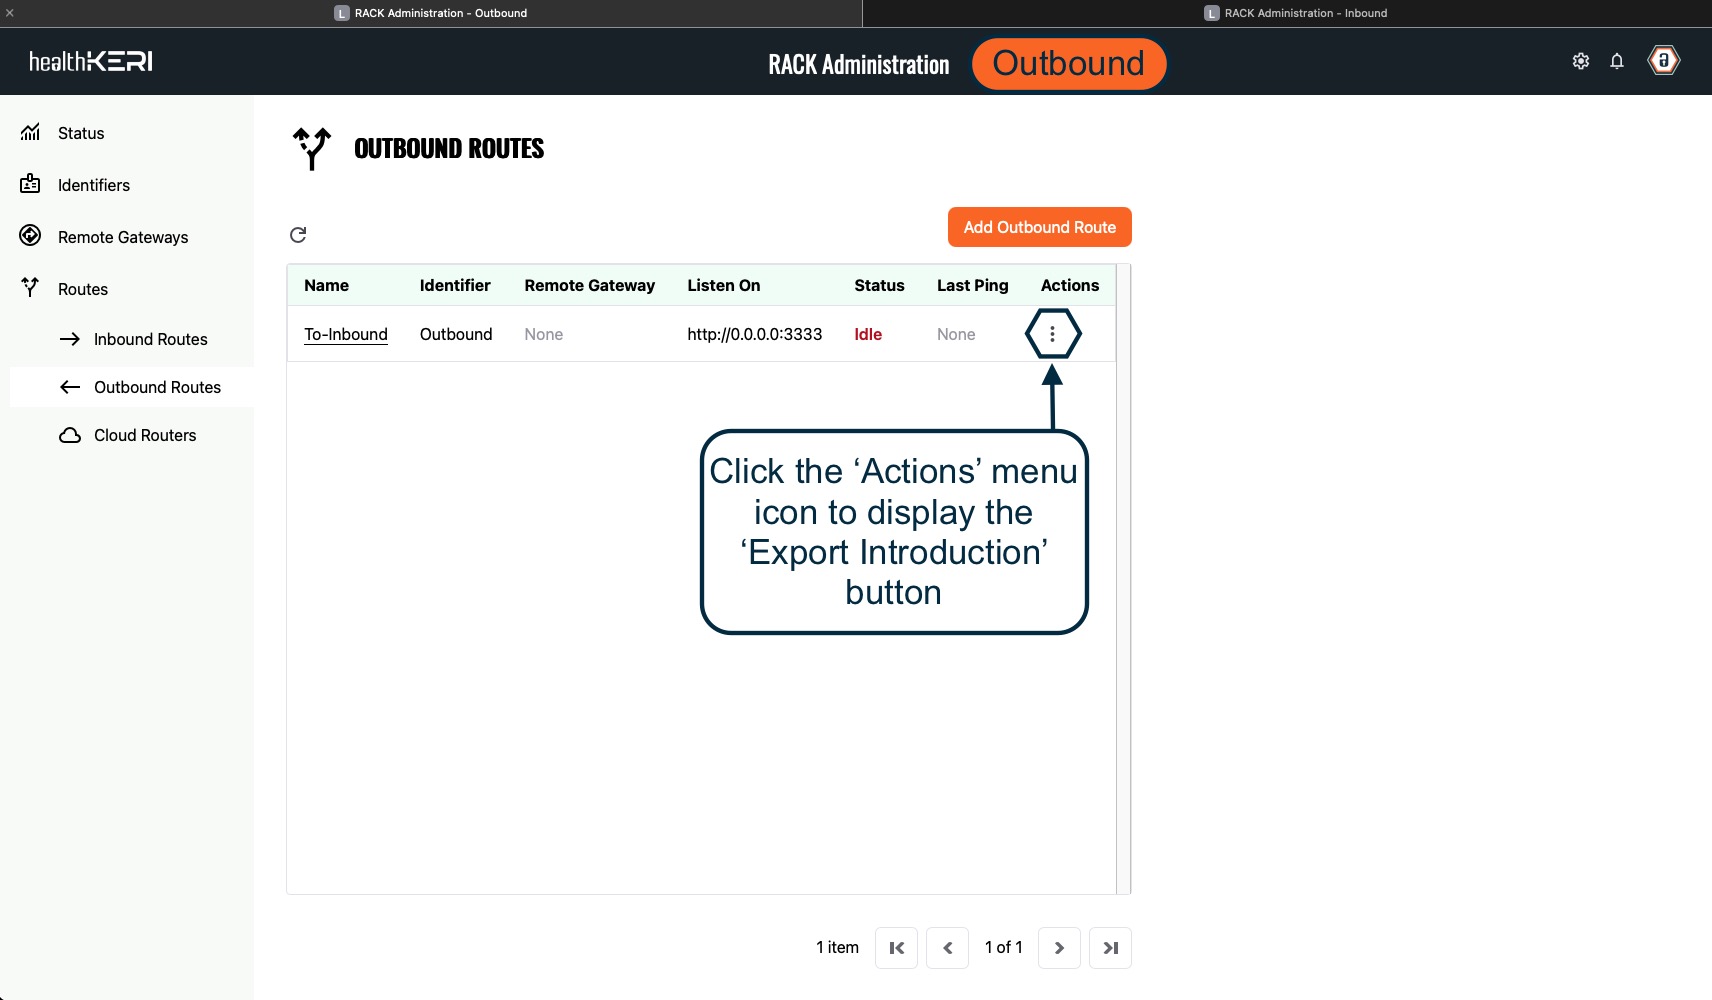 L RACK Administration - Outbound
L RACK Administration - Inbound
healthKERI
RACK Administration
Outbound
Status
Identifiers
Remote Gateways
Routes
Inbound Routes
Outbound Routes
Cloud Routers
OUTBOUND ROUTES
Add Outbound Route
Name Identifier Remote Gateway Listen On Status Last Ping Actions
To-Inbound Outbound None http://0.0.0.0:3333 Idle None
Click the ‘Actions’ menu
icon to display the
‘Export Introduction’
button
1 item 1 of 1